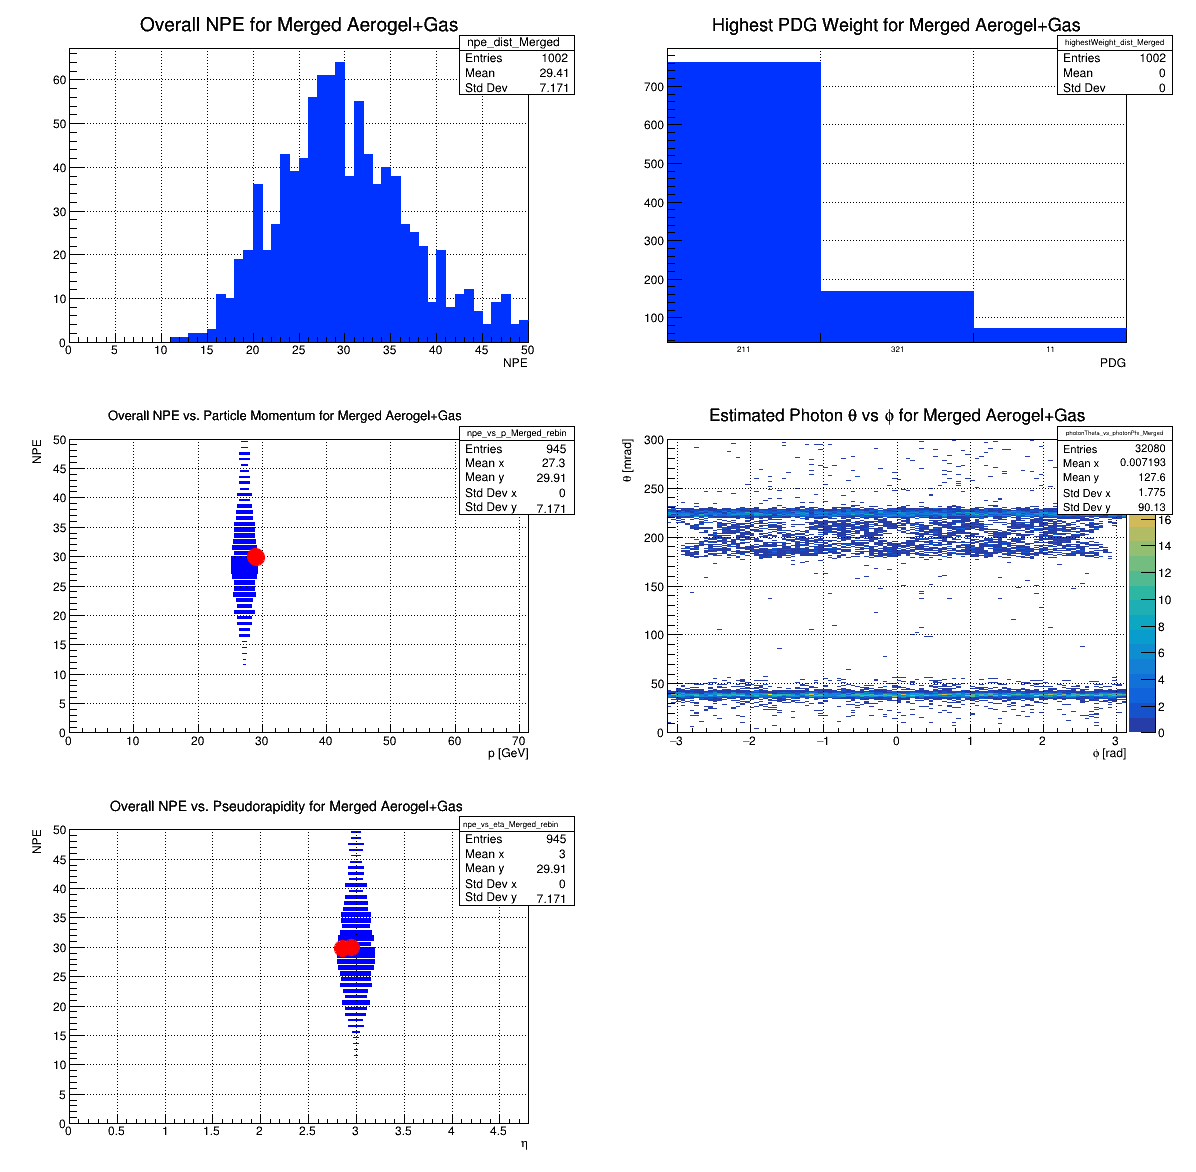 Overall NPE for Merged Aerogel+Gas
npe_dist_Merged
Entries 1002
Mean 29.41
Std Dev 7.171
60
50
40
30
20
10
0
0 5 10 15 20 25 30 35 40 45 50
NPE
Highest PDG Weight for Merged Aerogel+Gas
highestWeight_dist_Merged
Entries 1002
Mean 0
Std Dev 0
700
600
500
400
300
200
100
211 321 11
PDG
Overall NPE vs. Particle Momentum for Merged Aerogel+Gas
NPE
npe_vs_p_Merged_rebin
Entries 945
Mean x 27.3
Mean y 29.91
Std Dev x 0
Std Dev y 7.171
50
45
40
35
30
25
20
15
10
5
0
0 10 20 30 40 50 60 70
p [GeV]
Estimated Photon θ vs ϕ for Merged Aerogel+Gas
θ [mrad]
photonTheta_vs_photonPhi_Merged
Entries 32080
Mean x 0.007193
Mean y 127.6
Std Dev x 1.775
Std Dev y 90.13
300
250
200
150
100
50
0
−3 −2 −1 0 1 2 3
ϕ [rad]
16
14
12
10
8
6
4
2
0
Overall NPE vs. Pseudorapidity for Merged Aerogel+Gas
NPE
npe_vs_eta_Merged_rebin
Entries 945
Mean x 3
Mean y 29.91
Std Dev x 0
Std Dev y 7.171
50
45
40
35
30
25
20
15
10
5
0
0 0.5 1 1.5 2 2.5 3 3.5 4 4.5
η